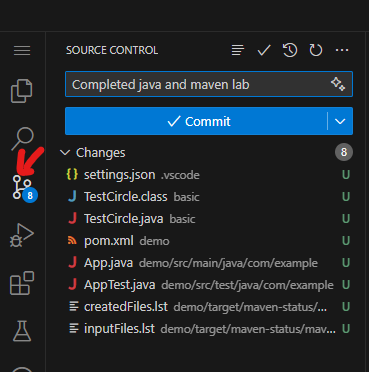 SOURCE CONTROL
Completed java and maven lab
Commit
Changes 8
settings.json .vscode U
8
TestCircle.class basic U
TestCircle.java basic U
pom.xml demo U
App.java demo/src/main/java/com/example U
AppTest.java demo/src/test/java/com/example U
createdFiles.lst demo/target/maven-status/... U
inputFiles.lst demo/target/maven-status/mav... U